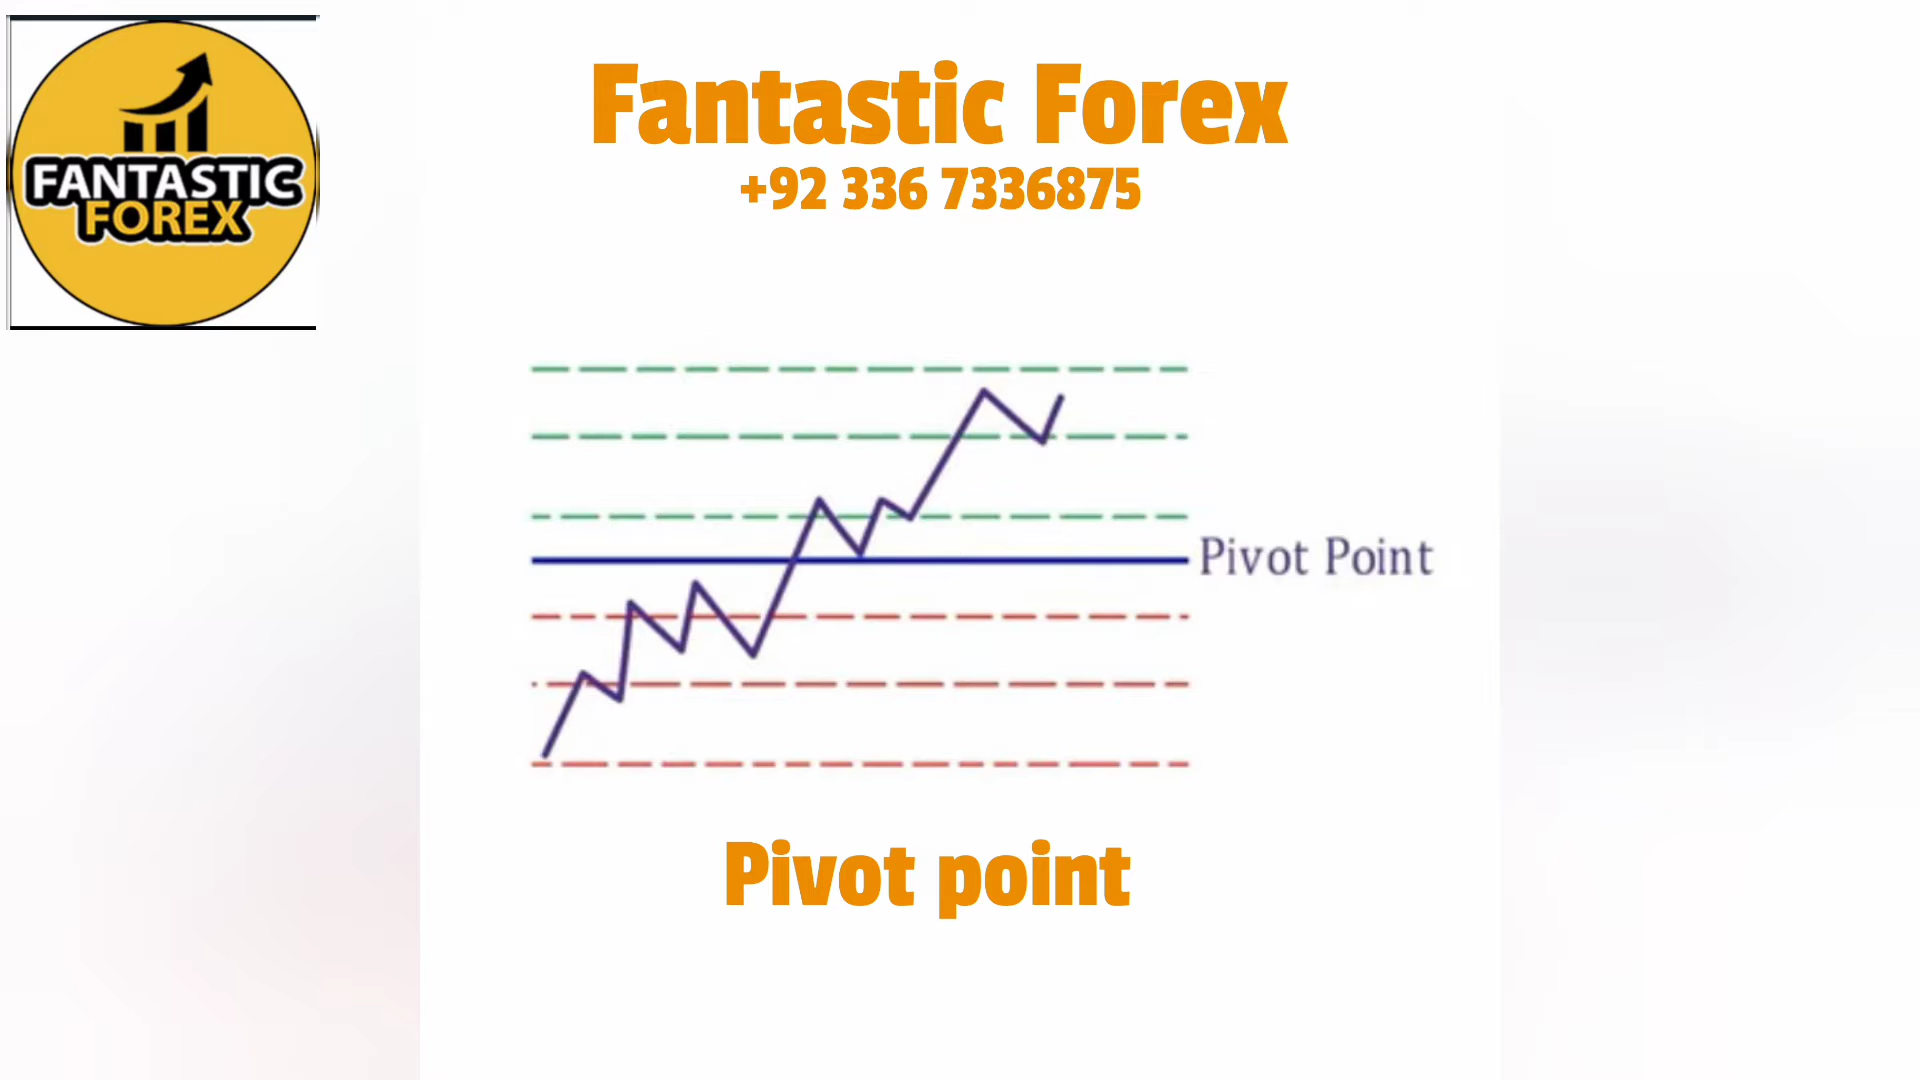 FANTASTIC
FOREX
Fantastic Forex
+92 336 7336875
Pivot Point
Pivot point